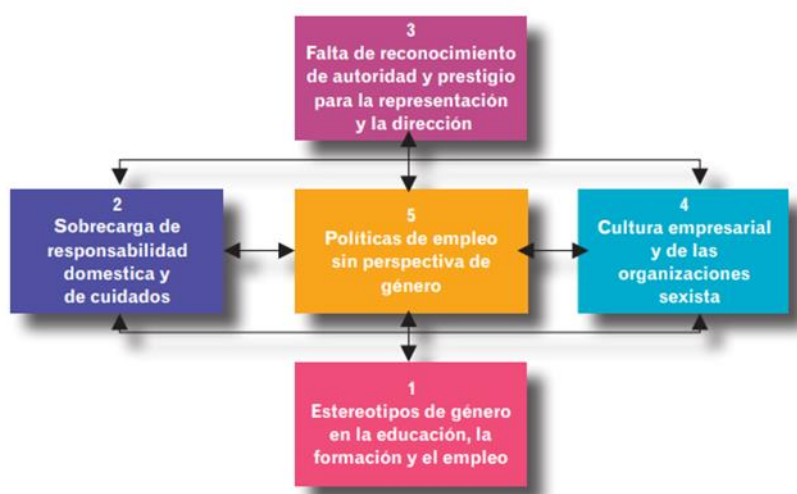 3
Falta de reconocimiento
de autoridad y prestigio
para la representación
y la dirección
2
Sobrecarga de
responsabilidad
domestica y
de cuidados
5
Políticas de empleo
sin perspectiva de
género
4
Cultura empresarial
y de las
organizaciones
sexista
1
Estereotipos de género
en la educación, la
formación y el empleo